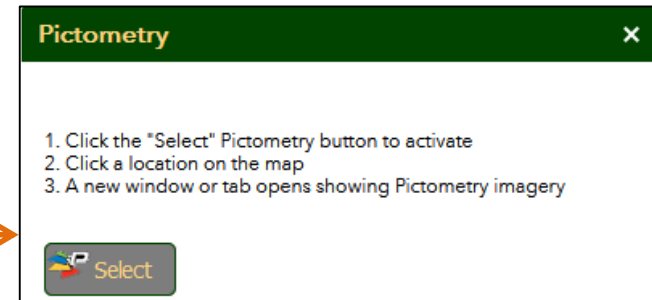 Pictometry ×
1. Click the "Select" Pictometry button to activate
2. Click a location on the map
3. A new window or tab opens showing Pictometry imagery
Select